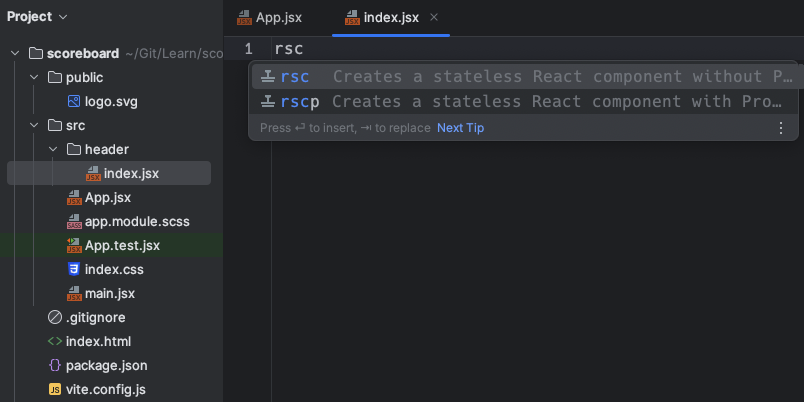 Project
App.jsx
index.jsx
scoreboard ~/Git/Learn/sco
public
logo.svg
src
header
index.jsx
App.jsx
app.module.scss
App.test.jsx
index.css
main.jsx
.gitignore
index.html
package.json
vite.config.js
1 rsc
rsc Creates a stateless React component without P…
rscp Creates a stateless React component with Pro…
Press ⏎ to insert, ⇥ to replace Next Tip